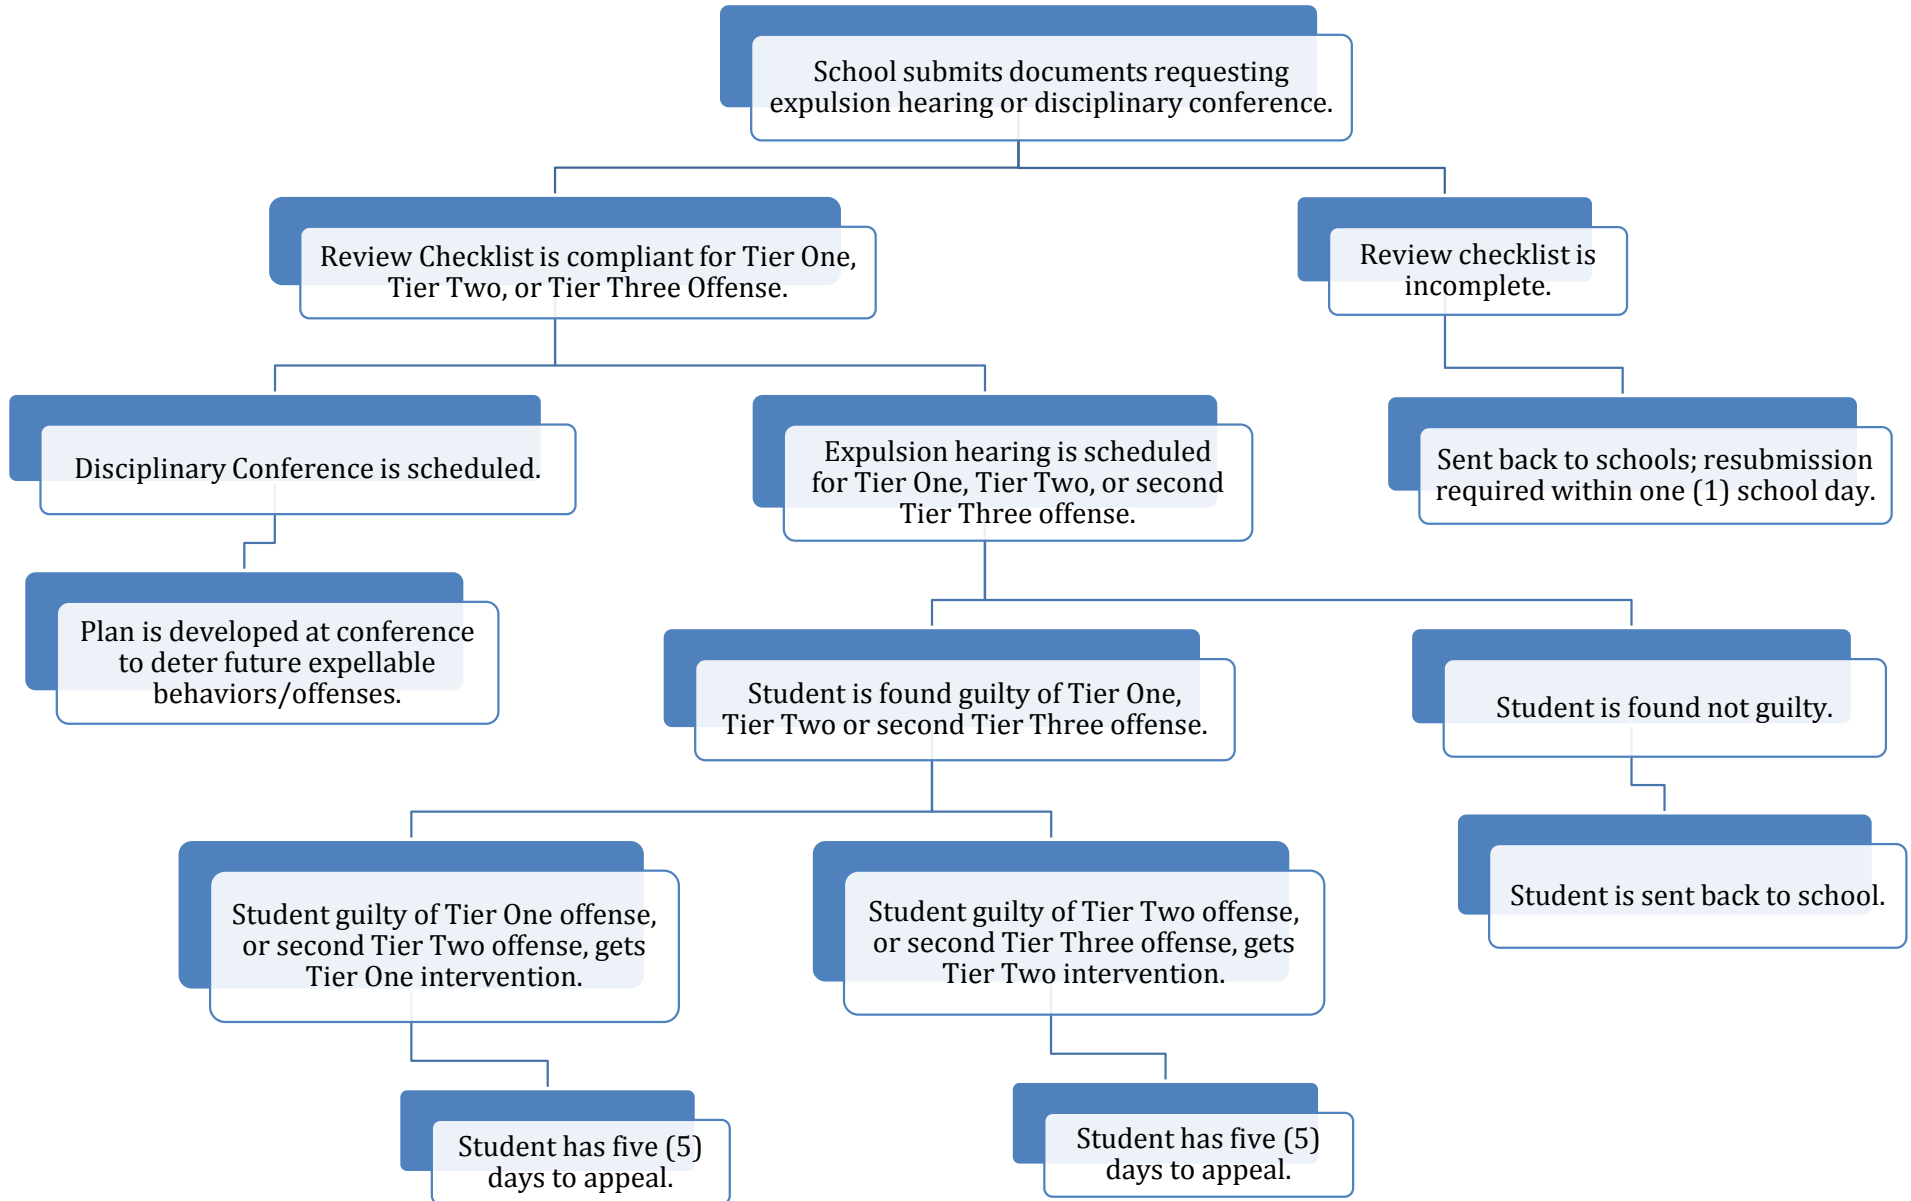 School submits documents requesting
expulsion hearing or disciplinary conference.
Review Checklist is compliant for Tier One,
Tier Two, or Tier Three Offense.
Review checklist is
incomplete.
Disciplinary Conference is scheduled.
Expulsion hearing is scheduled
for Tier One, Tier Two, or second
Tier Three offense.
Sent back to schools; resubmission
required within one (1) school day.
Plan is developed at conference
to deter future expellable
behaviors/offenses.
Student is found guilty of Tier One,
Tier Two or second Tier Three offense.
Student is found not guilty.
Student guilty of Tier One offense,
or second Tier Two offense, gets
Tier One intervention.
Student guilty of Tier Two offense,
or second Tier Three offense, gets
Tier Two intervention.
Student is sent back to school.
Student has five (5)
days to appeal.
Student has five (5)
days to appeal.